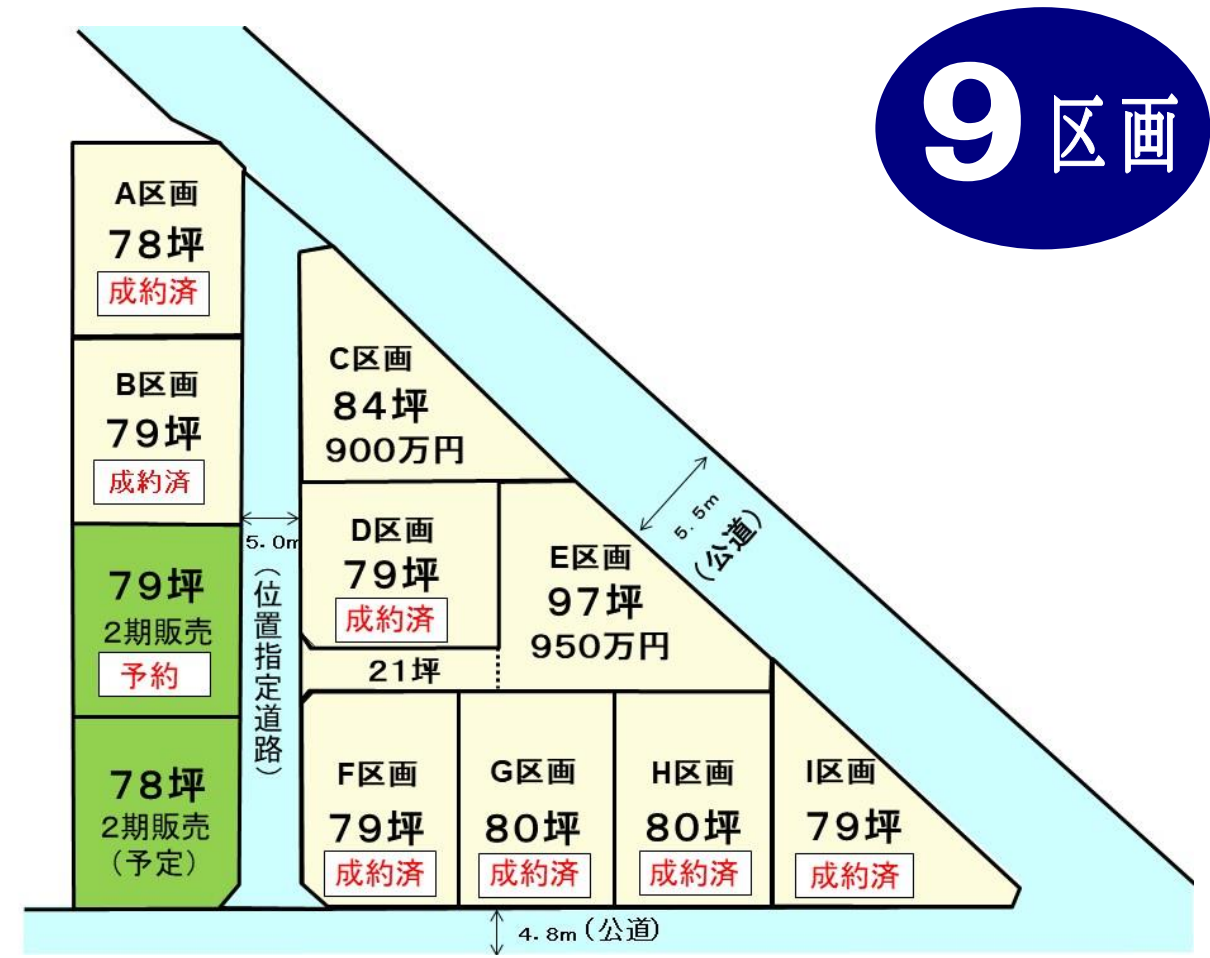 9区画
A区画
78坪
成約済
B区画
79坪
成約済
79坪
2期販売
予約
78坪
2期販売
(予定)
5.0m
(位置指定道路)
C区画
84坪
900万円
D区画
79坪
成約済
E区画
97坪
950万円
21坪
5.5m
(公道)
F区画
79坪
成約済
G区画
80坪
成約済
H区画
80坪
成約済
I区画
79坪
成約済
4.8m(公道)